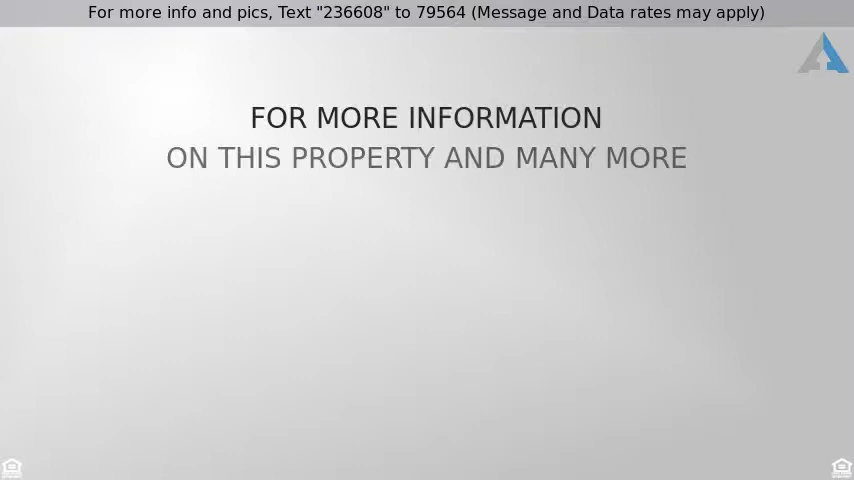 For more info and pics, Text "236608" to 79564 (Message and Data rates may apply)
FOR MORE INFORMATION
ON THIS PROPERTY AND MANY MORE